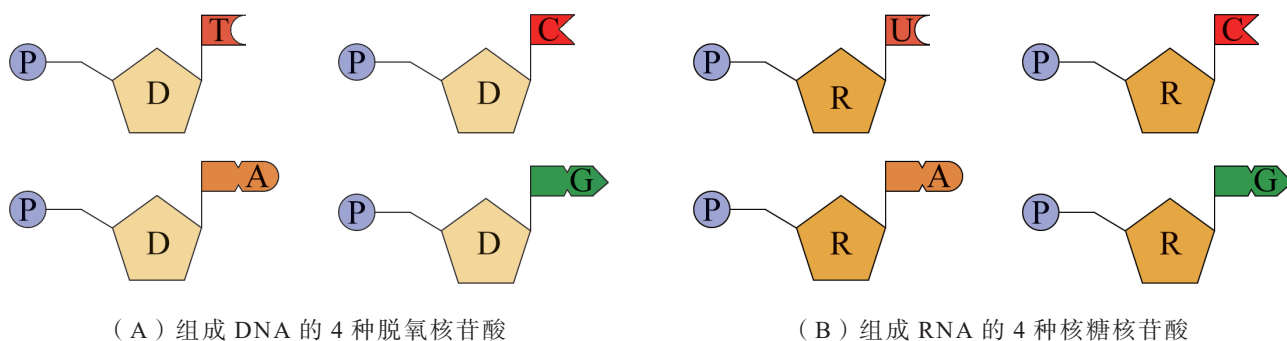 T C U C
P D P D P R P R
A G A G
P D P D P R P R
（A）组成 DNA 的 4 种脱氧核苷酸 （B）组成 RNA 的 4 种核糖核苷酸